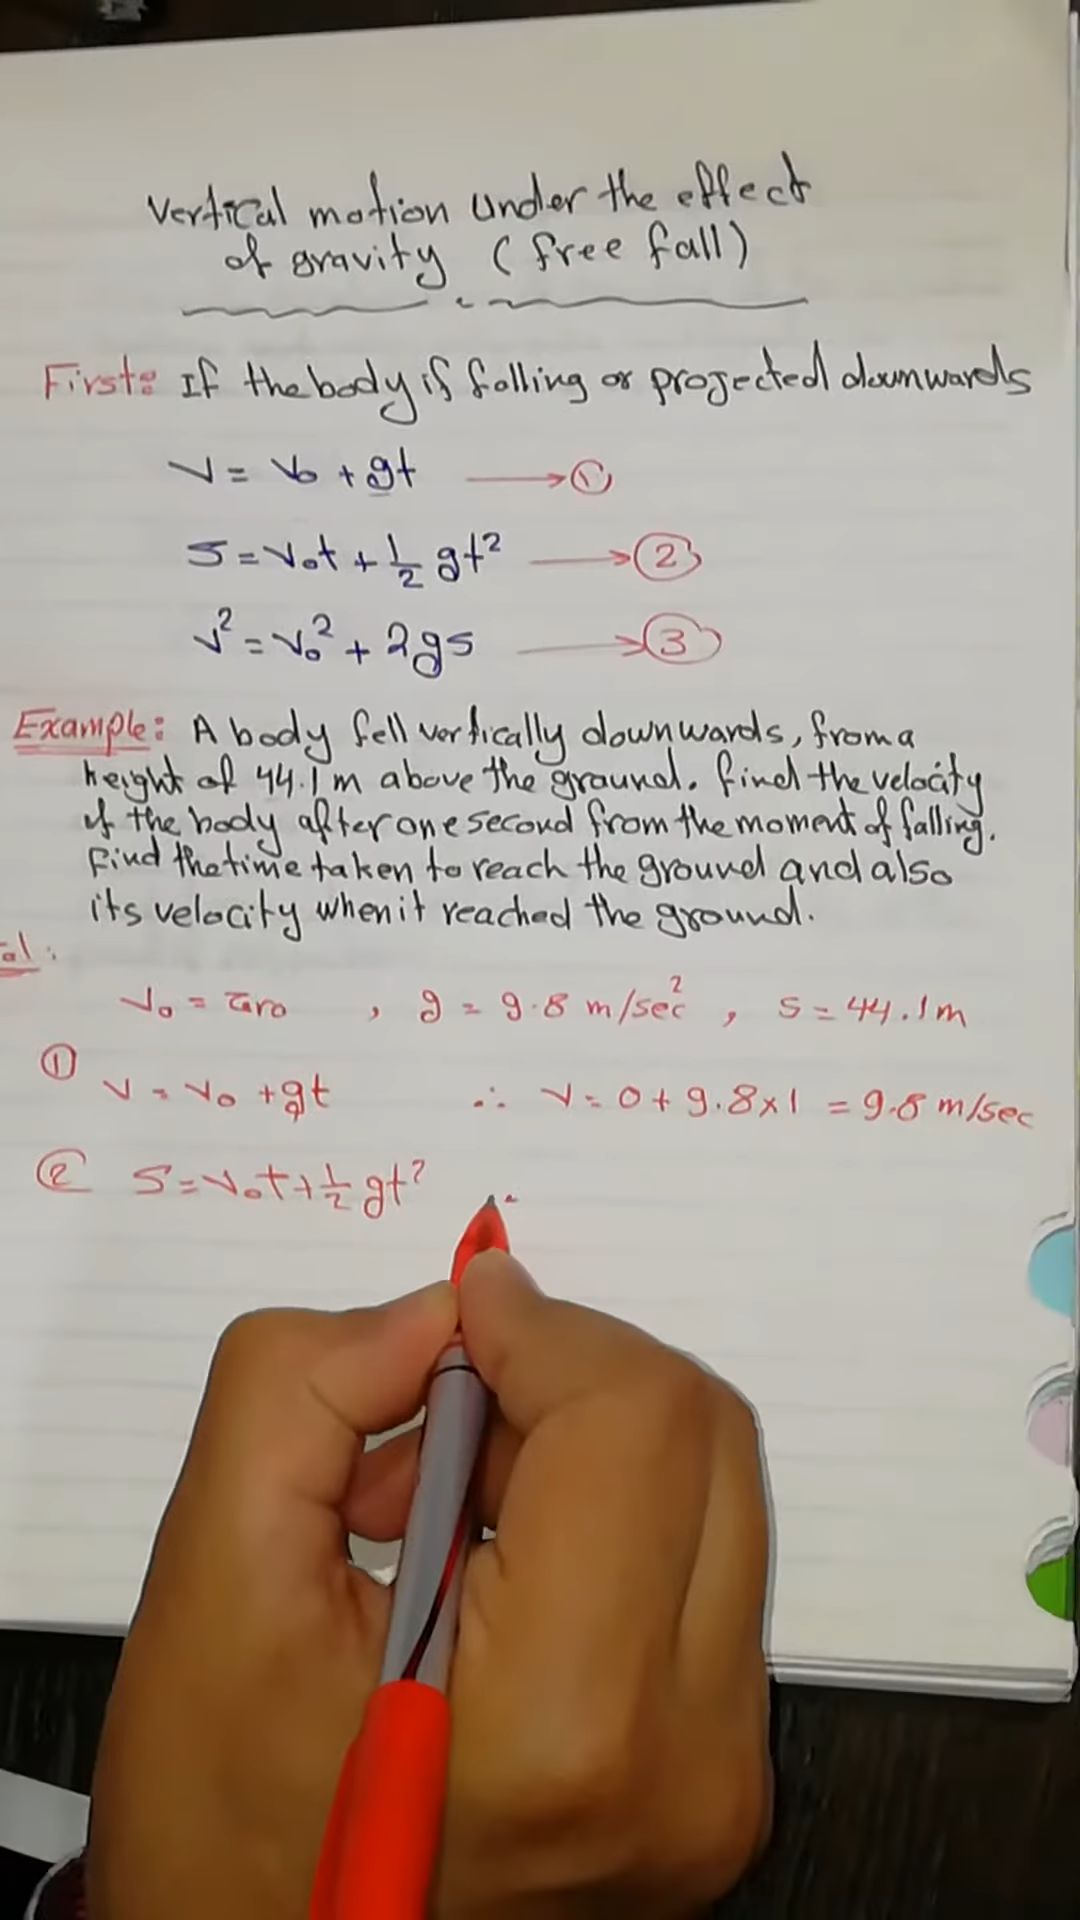 Vertical motion under the effect
of gravity (free fall)
First: If the body is falling or projected downwards
V = V₀ + gt → ①
S = V₀t + 1/2 gt² → ②
V² = V₀² + 2gs → ③
Example: A body fell vertically downwards, from a
height of 44.1 m above the ground. find the velocity
of the body after one second from the moment of falling.
Find the time taken to reach the ground and also
its velocity when it reached the ground.
V₀ = zero , g = 9.8 m/sec² , S = 44.1 m
① V = V₀ + gt ∴ V = 0 + 9.8 × 1 = 9.8 m/sec
② S = V₀t + 1/2 gt²